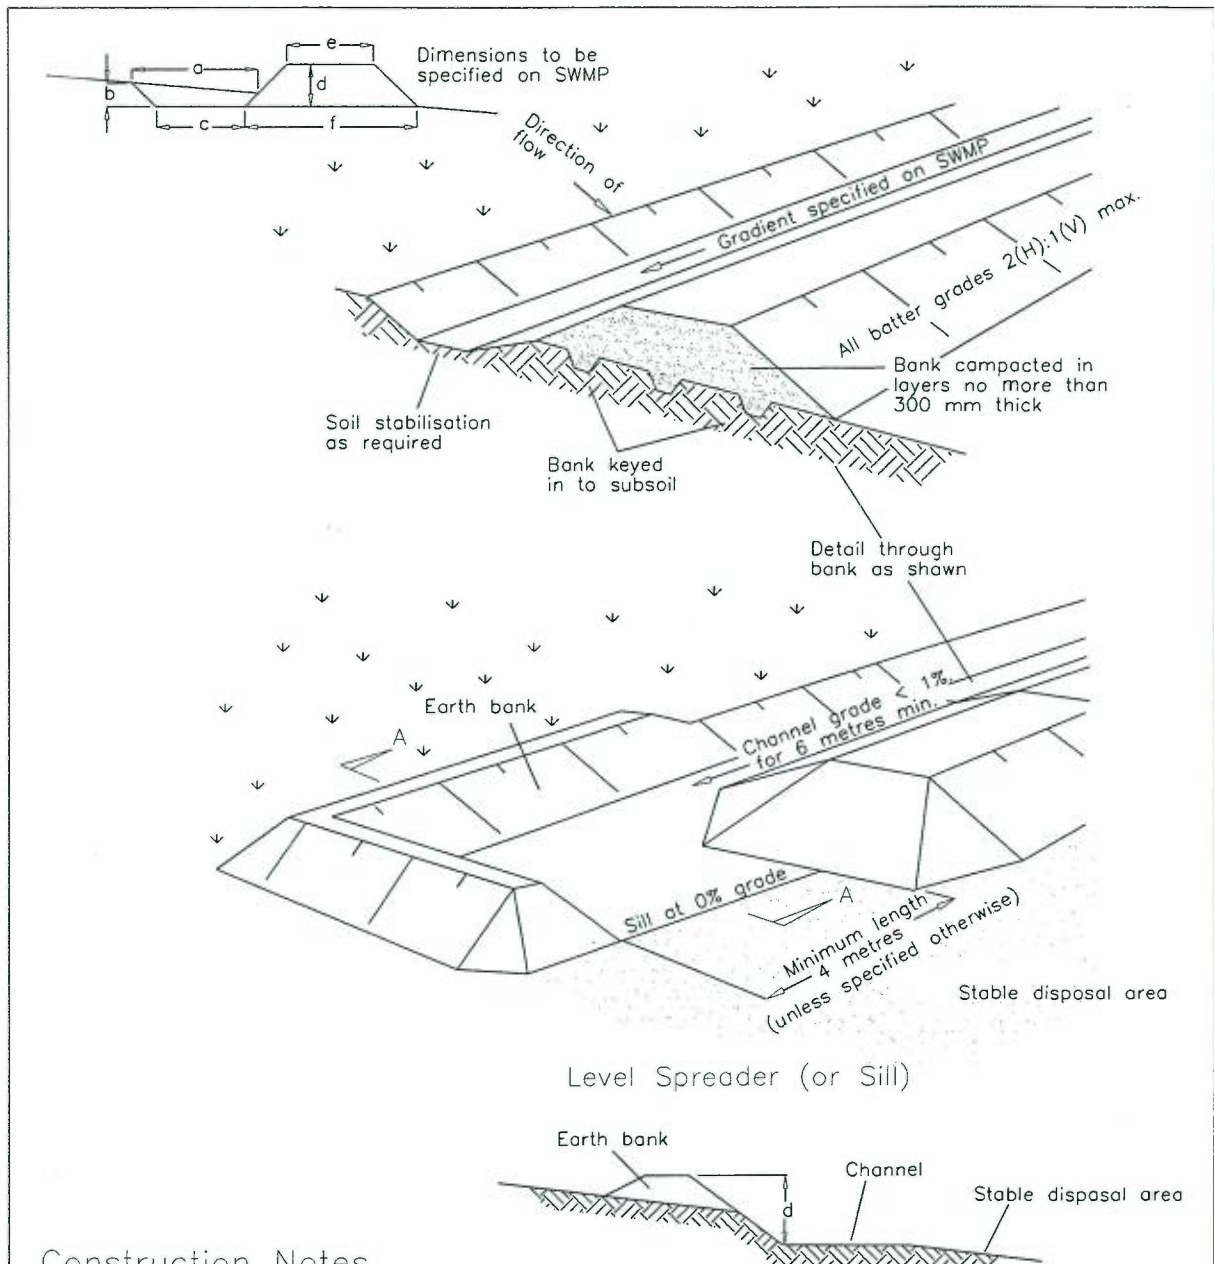 e
Dimensions to be
specified on SWMP
a
b
d
c
f
Direction of
flow
Gradient specified on SWMP
All batter grades 2(H):1(V) max.
Bank campacted in
layers no more than
300 mm thick
Soil stabilisation
as required
Bank keyed
in to subsoil
Detail through
bank as shawn
Earth bank
A
Channel grade < 1%
for 6 metres min.
Sill at 0% grade
A
Minimum length
4 metres
(unless specified otherwise)
Stable disposal area
Level Spreader (or Sill)
Earth bank
Channel
d
Stable dispasal area
Construction Notes